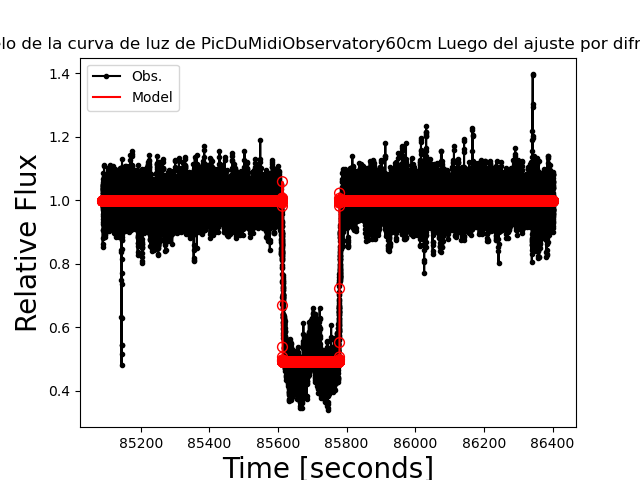 lo de la curva de luz de PicDuMidiObservatory60cm Luego del ajuste por difr
Obs.
Model
Relative Flux
1.4
1.2
1.0
0.8
0.6
0.4
85200 85400 85600 85800 86000 86200 86400
Time [seconds]